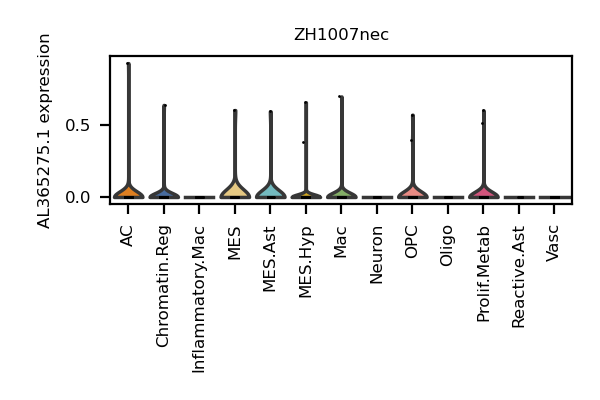 ZH1007nec
AL365275.1 expression
0.5
0.0
AC
Chromatin.Reg
Inflammatory.Mac
MES
MES.Ast
MES.Hyp
Mac
Neuron
OPC
Oligo
Prolif.Metab
Reactive.Ast
Vasc